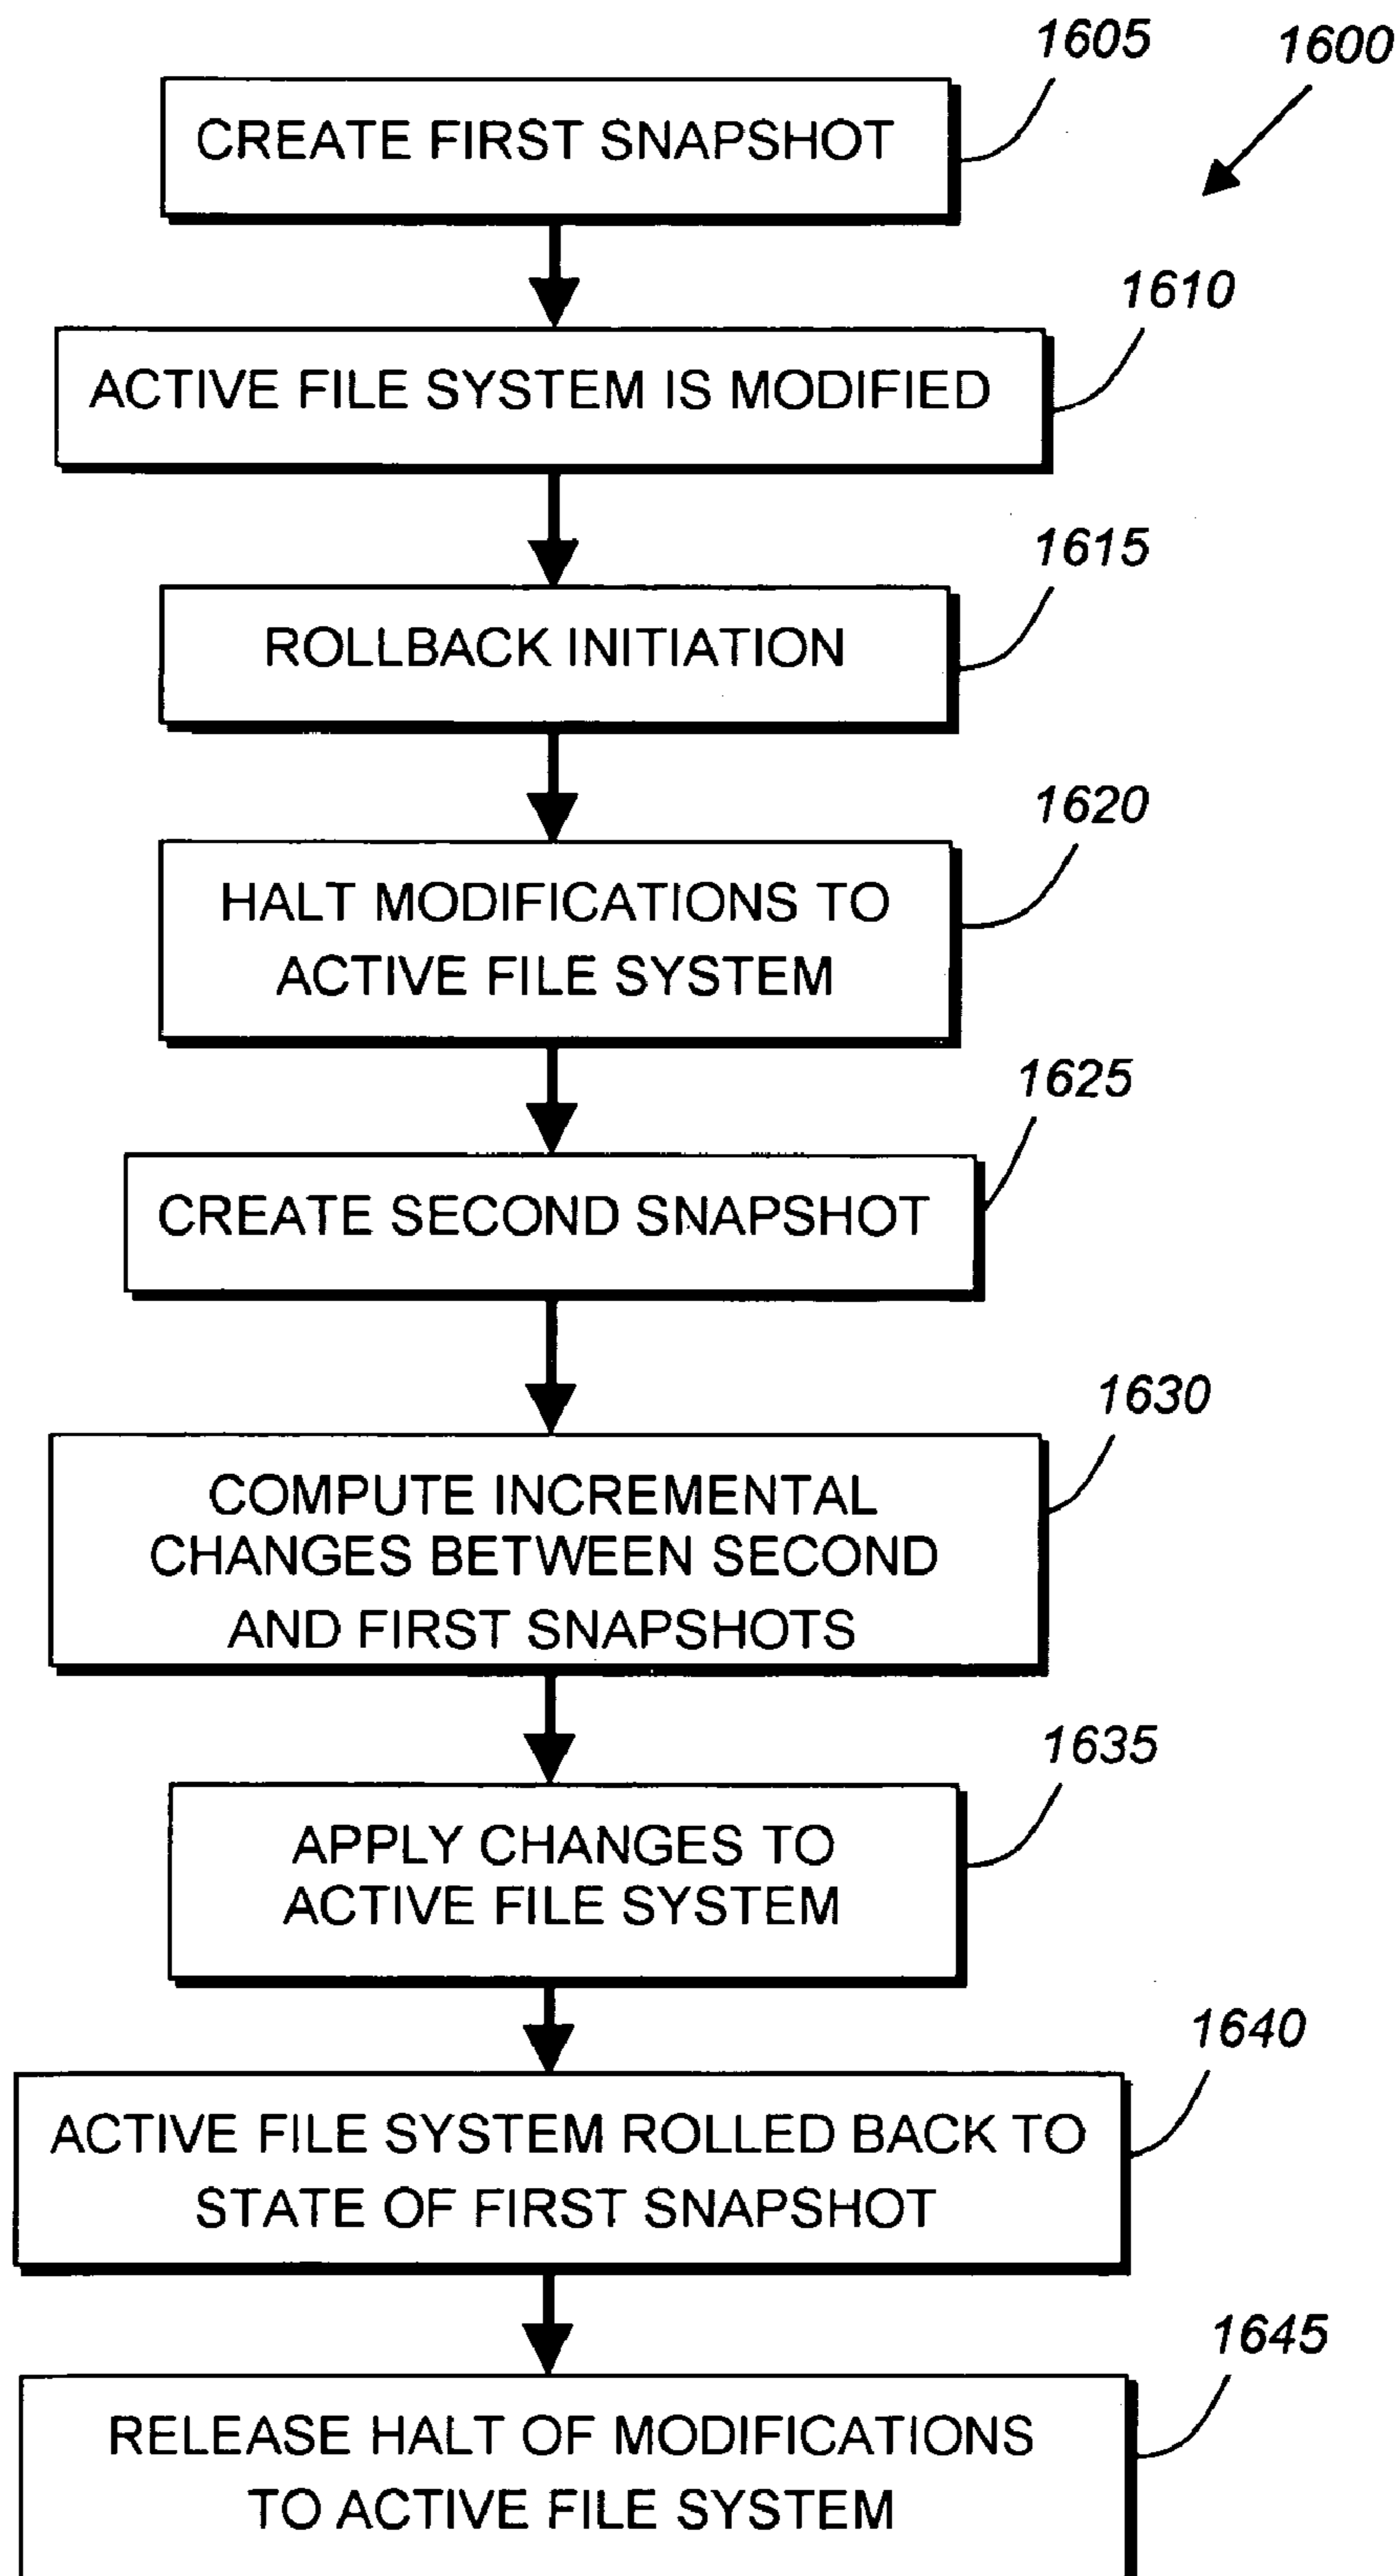 1605
1600
CREATE FIRST SNAPSHOT
1610
ACTIVE FILE SYSTEM IS MODIFIED
1615
ROLLBACK INITIATION
1620
HALT MODIFICATIONS TO
ACTIVE FILE SYSTEM
1625
CREATE SECOND SNAPSHOT
1630
COMPUTE INCREMENTAL
CHANGES BETWEEN SECOND
AND FIRST SNAPSHOTS
1635
APPLY CHANGES TO
ACTIVE FILE SYSTEM
1640
ACTIVE FILE SYSTEM ROLLED BACK TO
STATE OF FIRST SNAPSHOT
1645
RELEASE HALT OF MODIFICATIONS
TO ACTIVE FILE SYSTEM